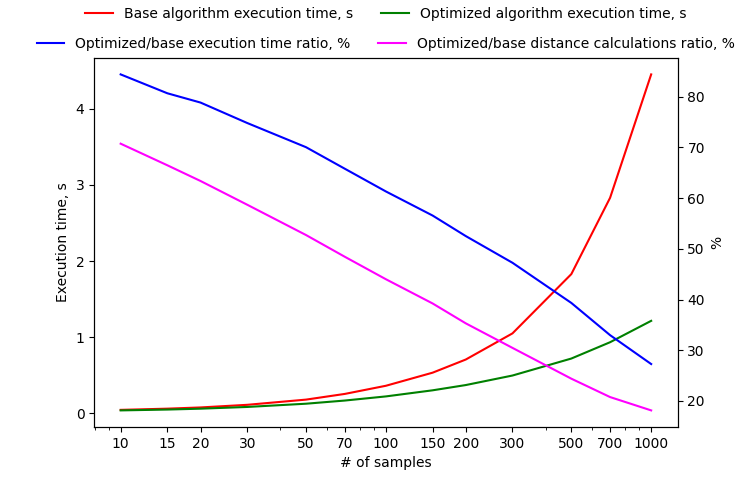 Base algorithm execution time, s
Optimized algorithm execution time, s
Optimized/base execution time ratio, %
Optimized/base distance calculations ratio, %
Execution time, s
4
3
2
1
0
80
70
60
50
40
30
20
%
10 15 20 30 50 70 100 150 200 300 500 700 1000
# of samples